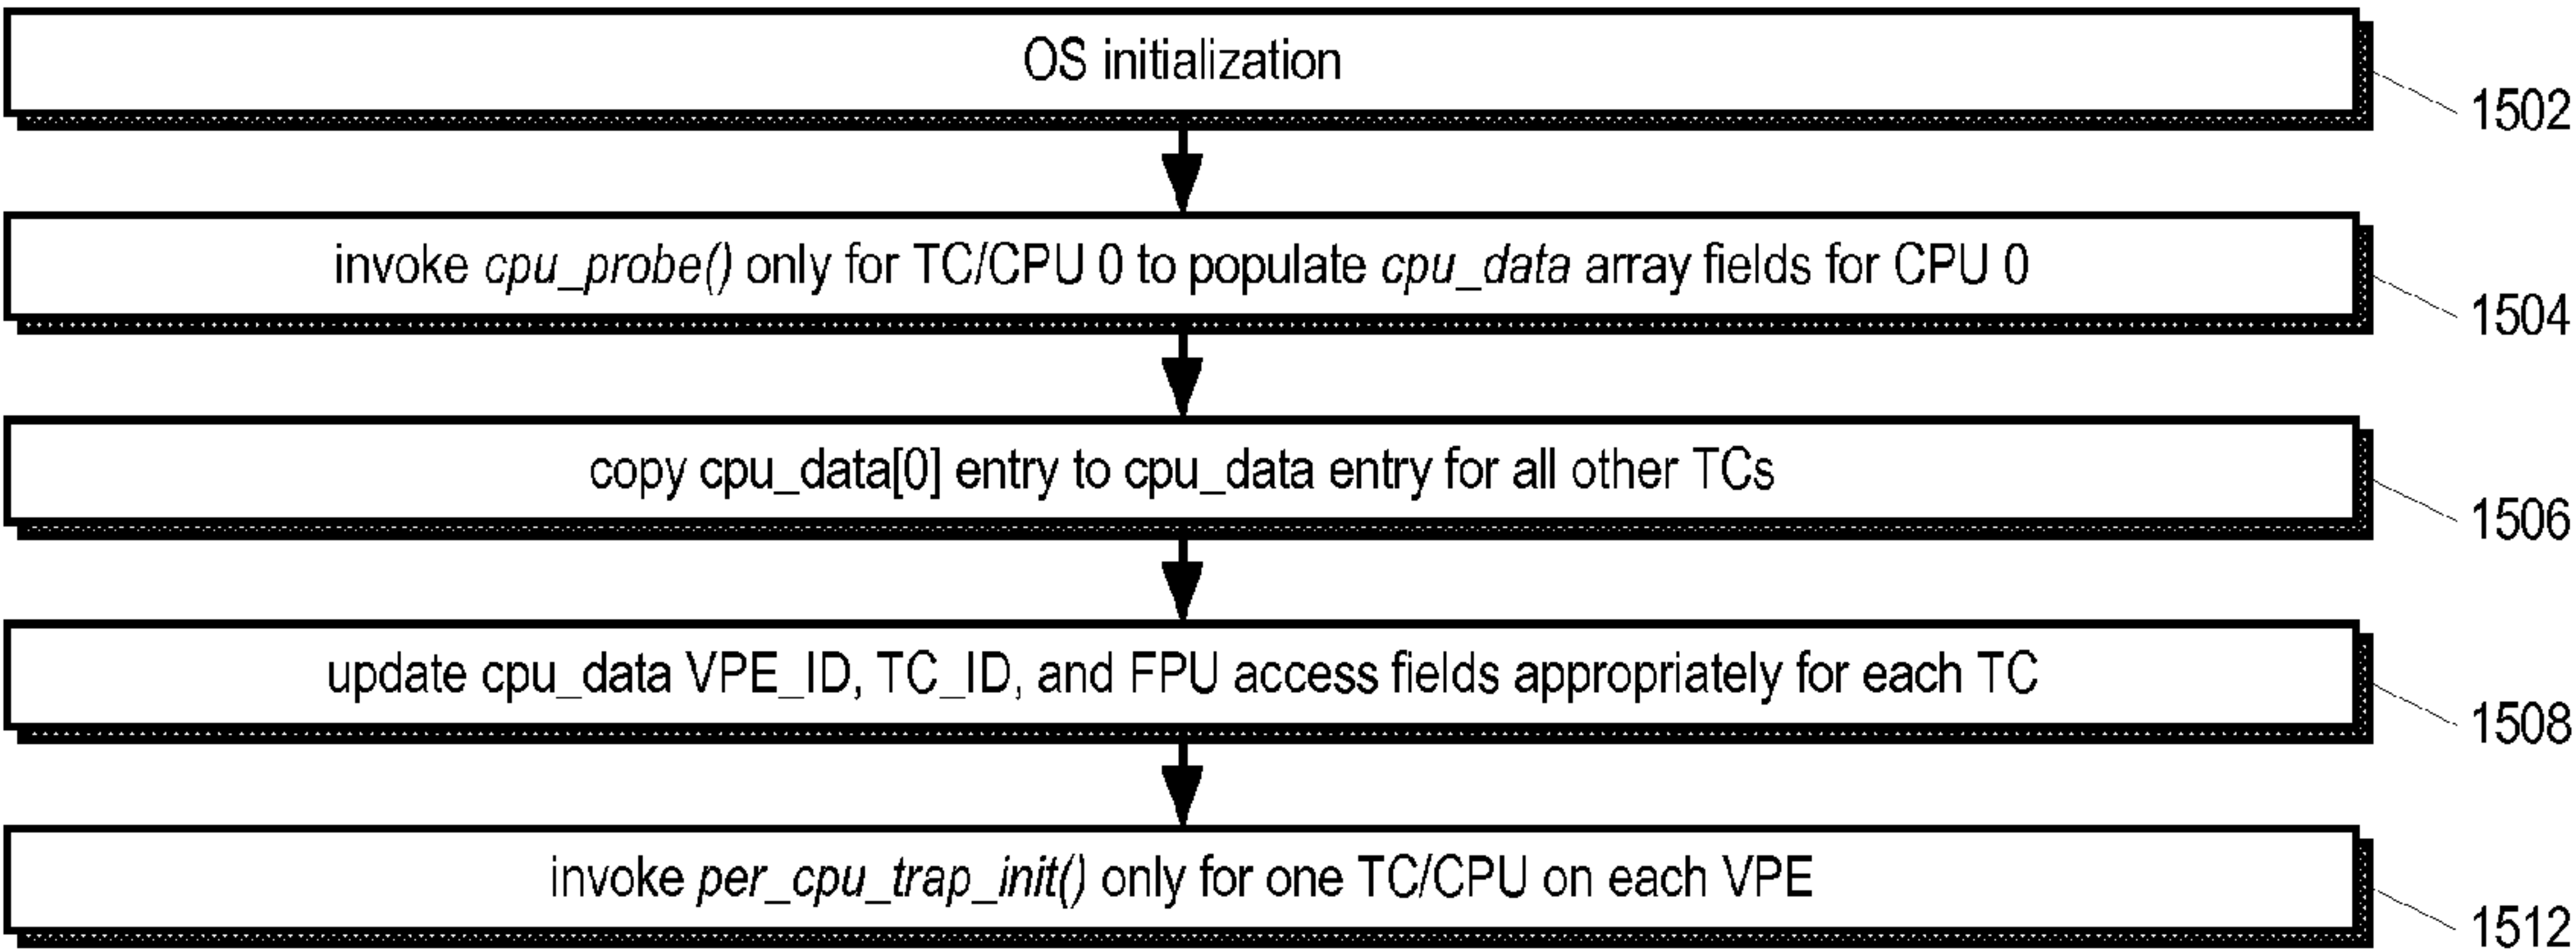 OS initialization
1502
invoke cpu_probe() only for TC/CPU 0 to populate cpu_data array fields for CPU 0
1504
copy cpu_data[0] entry to cpu_data entry for all other TCs
1506
update cpu_data VPE_ID, TC_ID, and FPU access fields appropriately for each TC
1508
invoke per_cpu_trap_init() only for one TC/CPU on each VPE
1512